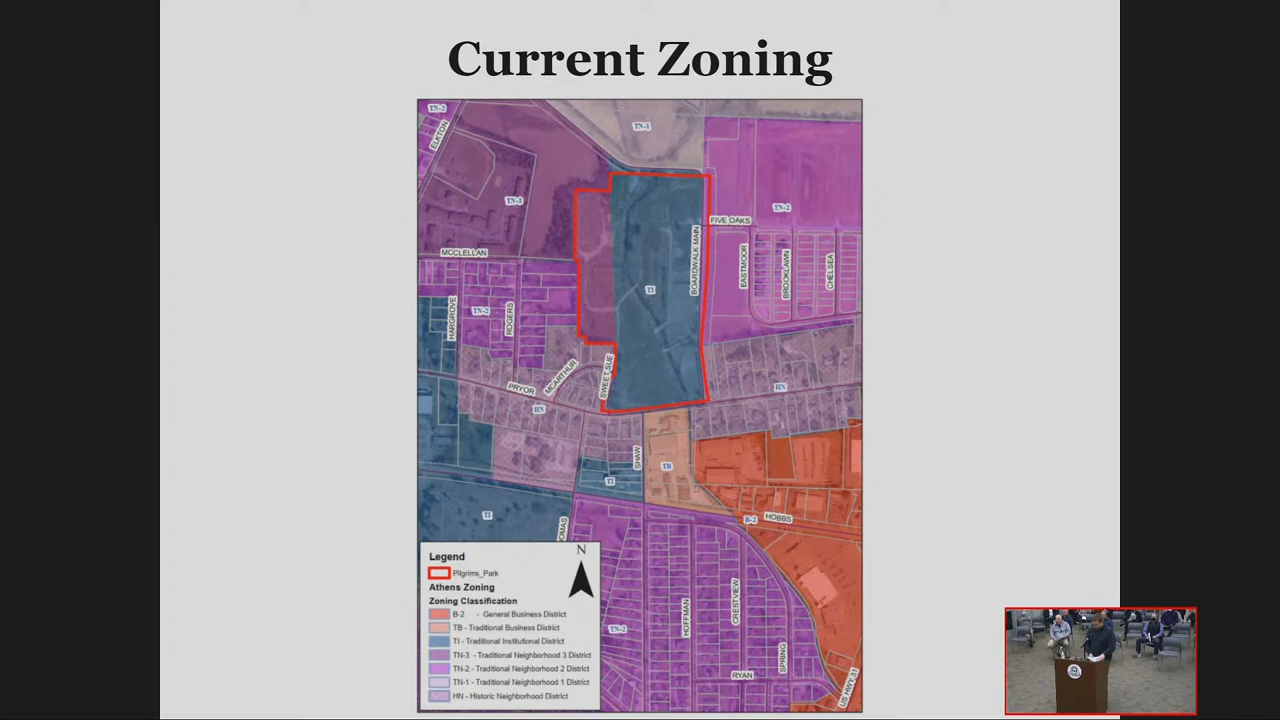 Current Zoning
TN-2
ELKTON
TN-1
TN-3
TN-2
FIVE OAKS
MCCLELLAN
BOARDWALK MAIN
EASTMOOR
BROOKLAWN
CHELSEA
TI
HARGROVE
TN-2
ROGERS
MCARTHUR
SWEET SUE
PRYOR
HN
HN
SHAW
TB
TI
TI
B-2
HOBBS
OMAS
N
Legend
Pilgrims_Park
Athens Zoning
Zoning Classification
B-2 - General Business District
TB - Traditional Business District
TI - Traditional Institutional District
TN-3 - Traditional Neighborhood 3 District
TN-2 - Traditional Neighborhood 2 District
TN-1 - Traditional Neighborhood 1 District
HN - Historic Neighborhood District
TN-2
HOFFMAN
CRESTVIEW
SPRING
RYAN
US HWY 31